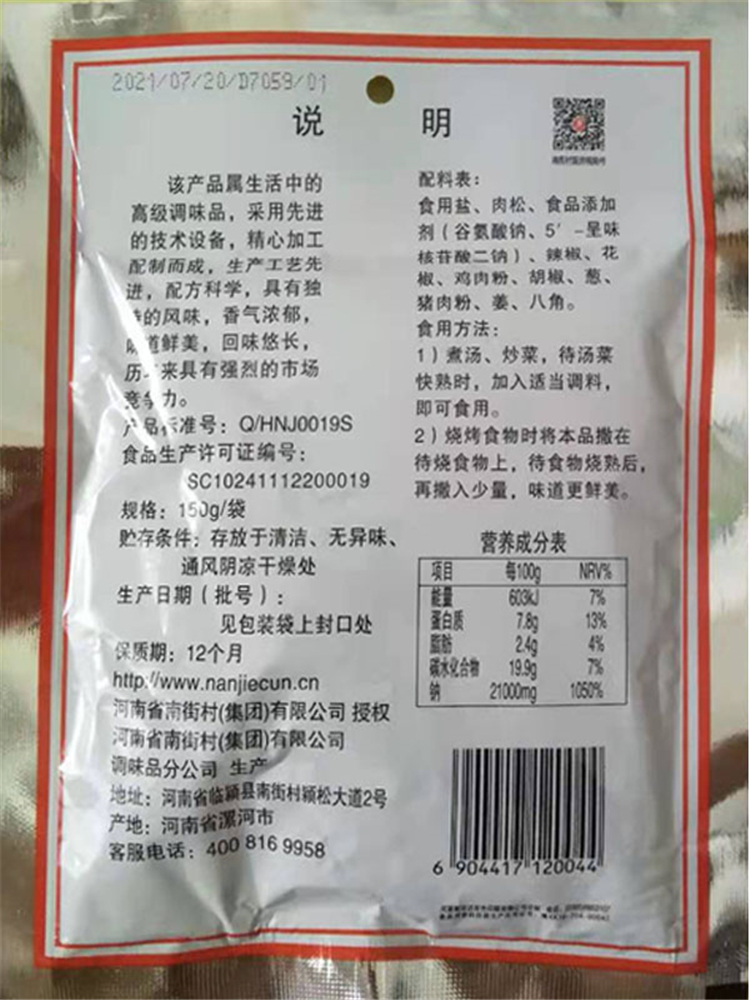 2021/07/20/D7059/01
说 明
该产品属生活中的
高级调味品，采用先进
的技术设备，精心加工
配制而成，生产工艺先
进，配方科学，具有独
的风味，香气浓郁，
味道鲜美，回味悠长，
历 来具有强烈的市场
竞争力。
产品标准号：Q/HNJ0019S
食品生产许可证编号：
SC10241112200019
规格：150g/袋
贮存条件：存放于清洁、无异味、
通风阴凉干燥处
生产日期（批号）：
见包装袋上封口处
保质期：12个月
http://www.nanjiecun.cn
河南省南街村(集团)有限公司 授权
河南省南街村(集团)有限公司
调味品分公司 生产
地址：河南省临颍县南街村颍松大道2号
产地：河南省漯河市
客服电话：400 816 9958
配料表：
食用盐、肉松、食品添加
剂（谷氨酸钠、5′-呈味
核苷酸二钠）、辣椒、花
椒、鸡肉粉、胡椒、葱、
猪肉粉、姜、八角。
食用方法：
1）煮汤、炒菜，待汤菜
快熟时，加入适当调料，
即可食用。
2）烧烤食物时将本品撒在
待烧食物上，待食物烧熟后，
再撒入少量，味道更鲜美。
营养成分表
项目 每100g NRV%
能量 603kJ 7%
蛋白质 7.8g 13%
脂肪 2.4g 4%
碳水化合物 19.9g 7%
钠 21000mg 1050%
6 904417 120044